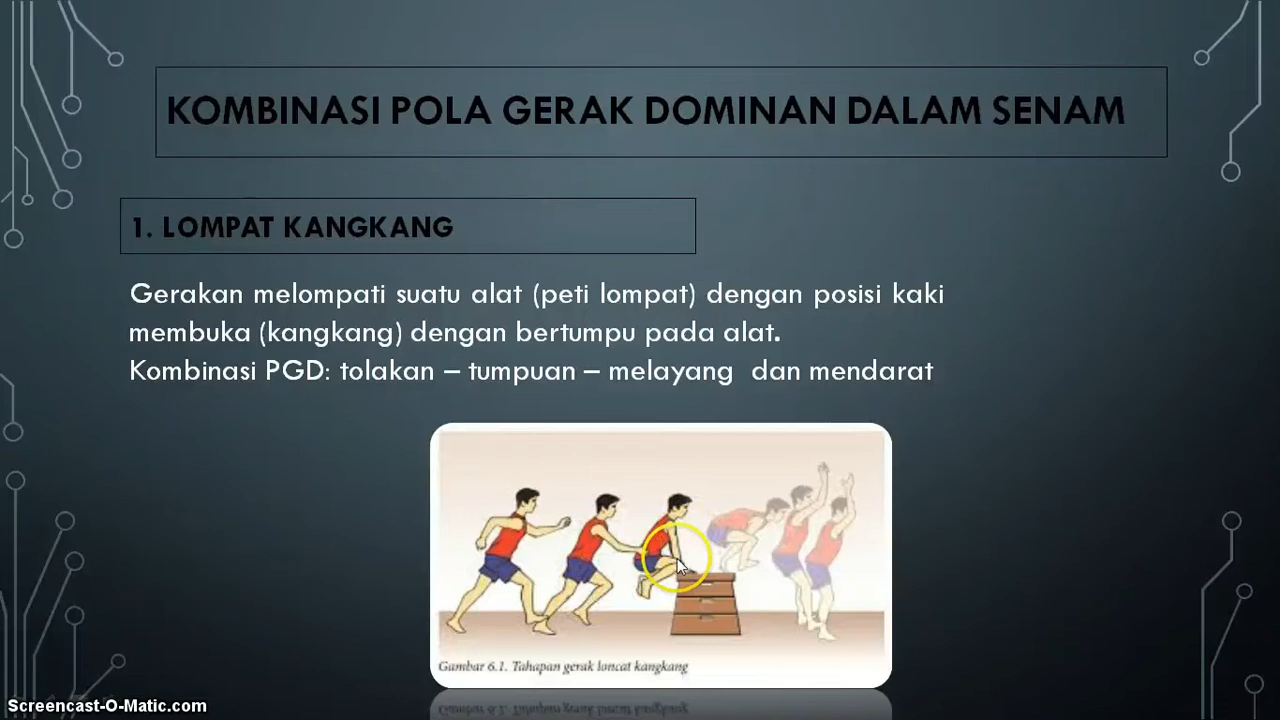 KOMBINASI POLA GERAK DOMINAN DALAM SENAM
1. LOMPAT KANGKANG
Gerakan melompati suatu alat (peti lompat) dengan posisi kaki
membuka (kangkang) dengan bertumpu pada alat.
Kombinasi PGD: tolakan – tumpuan – melayang dan mendarat
Gambar 6.1. Tahapan gerak loncat kangkang
Screencast-O-Matic.com